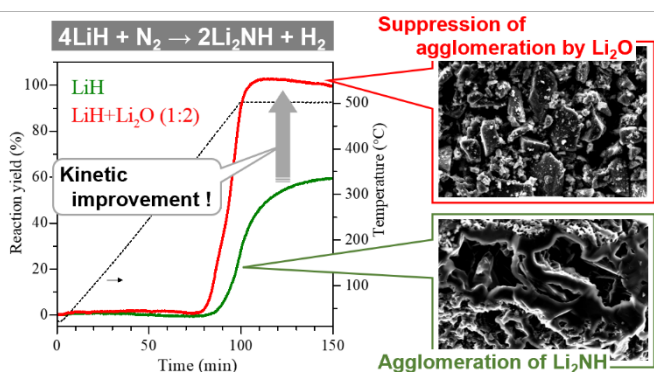 4LiH + N₂ → 2Li₂NH + H₂
Suppression of
agglomeration by Li₂O
LiH
LiH+Li₂O (1:2)
Kinetic
improvement !
Reaction yield (%)
100
80
60
40
20
0
Temperature (°C)
500
400
300
200
100
0
50
100
150
Time (min)
Agglomeration of Li₂NH